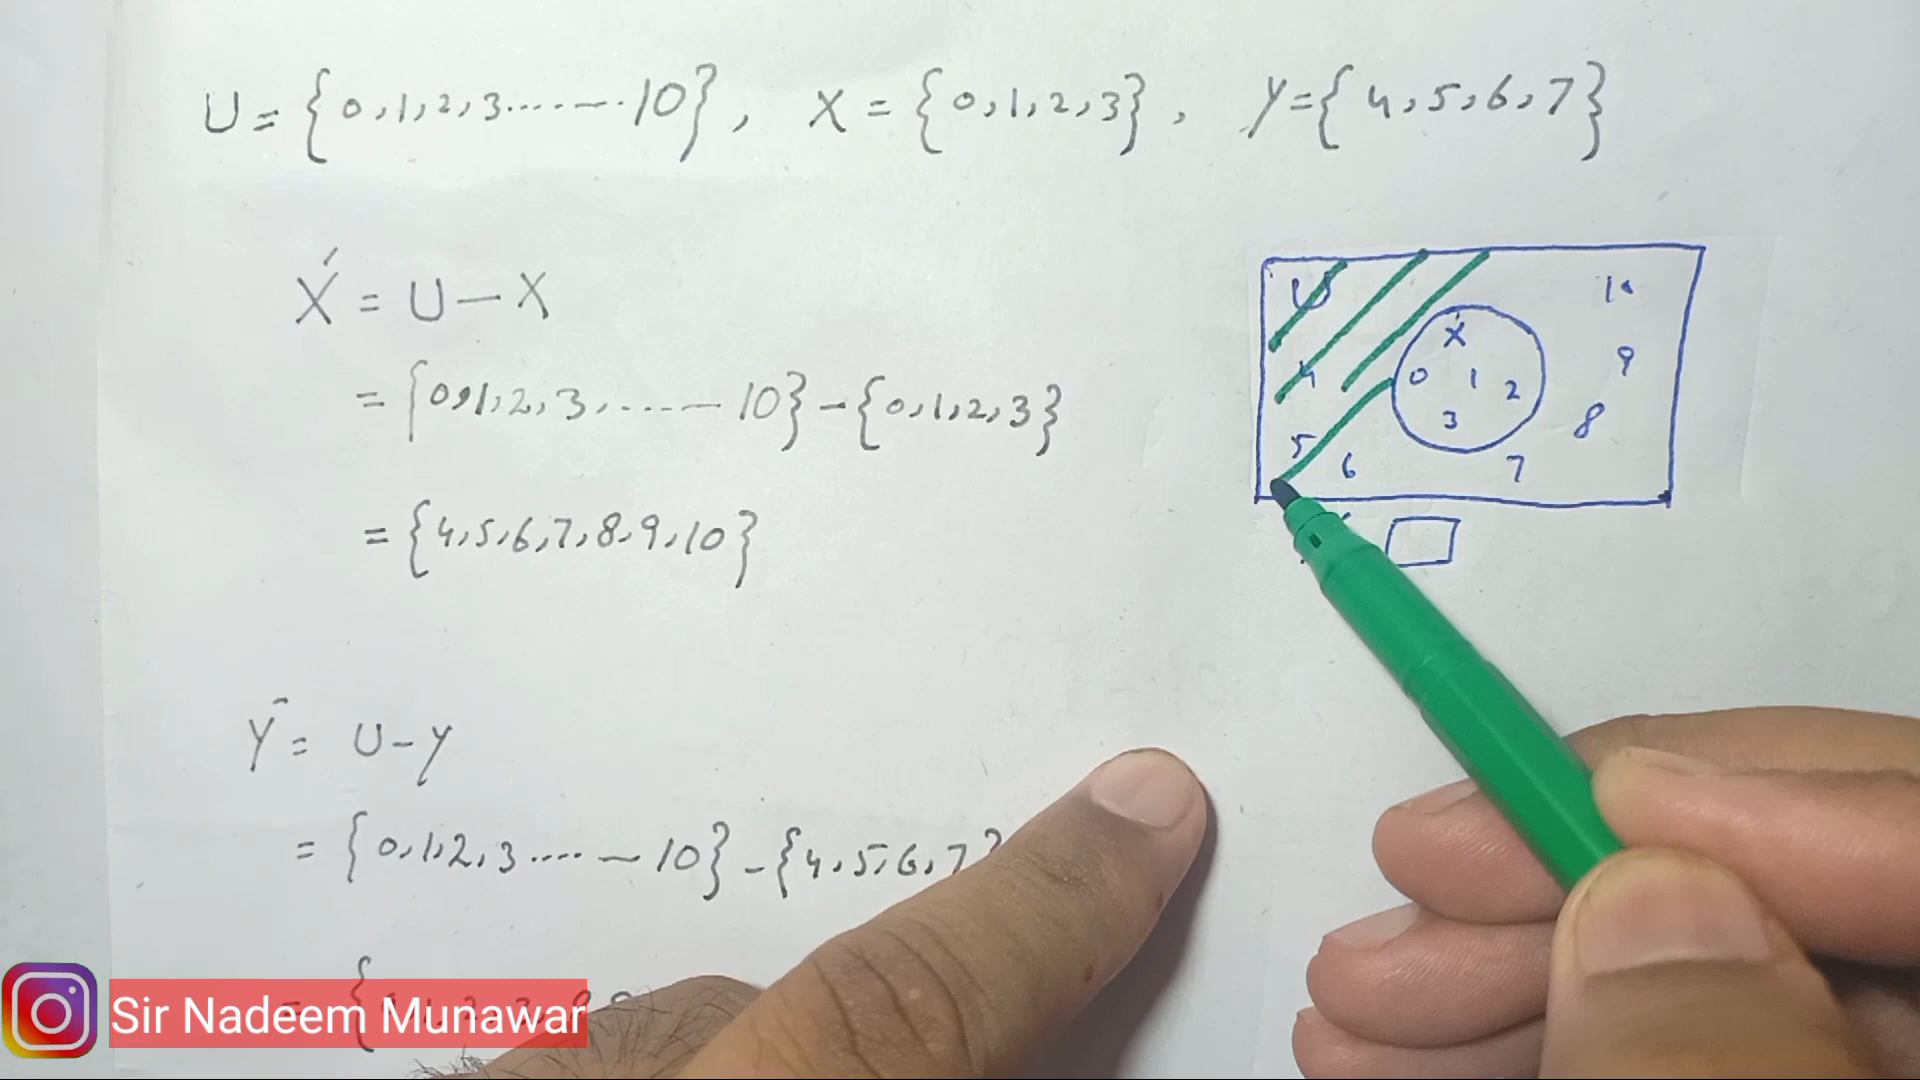 U = {0,1,2,3.......10}, X = {0,1,2,3}, Y={4,5,6,7}
X' = U - X
= {0,1,2,3,.......10} - {0,1,2,3}
= {4,5,6,7,8,9,10}
U
10
X
4
0 1 2
9
3
8
5
6
7
Y' = U - Y
= {0,1,2,3.......10} - {4,5,6,7}
Sir Nadeem Munawar